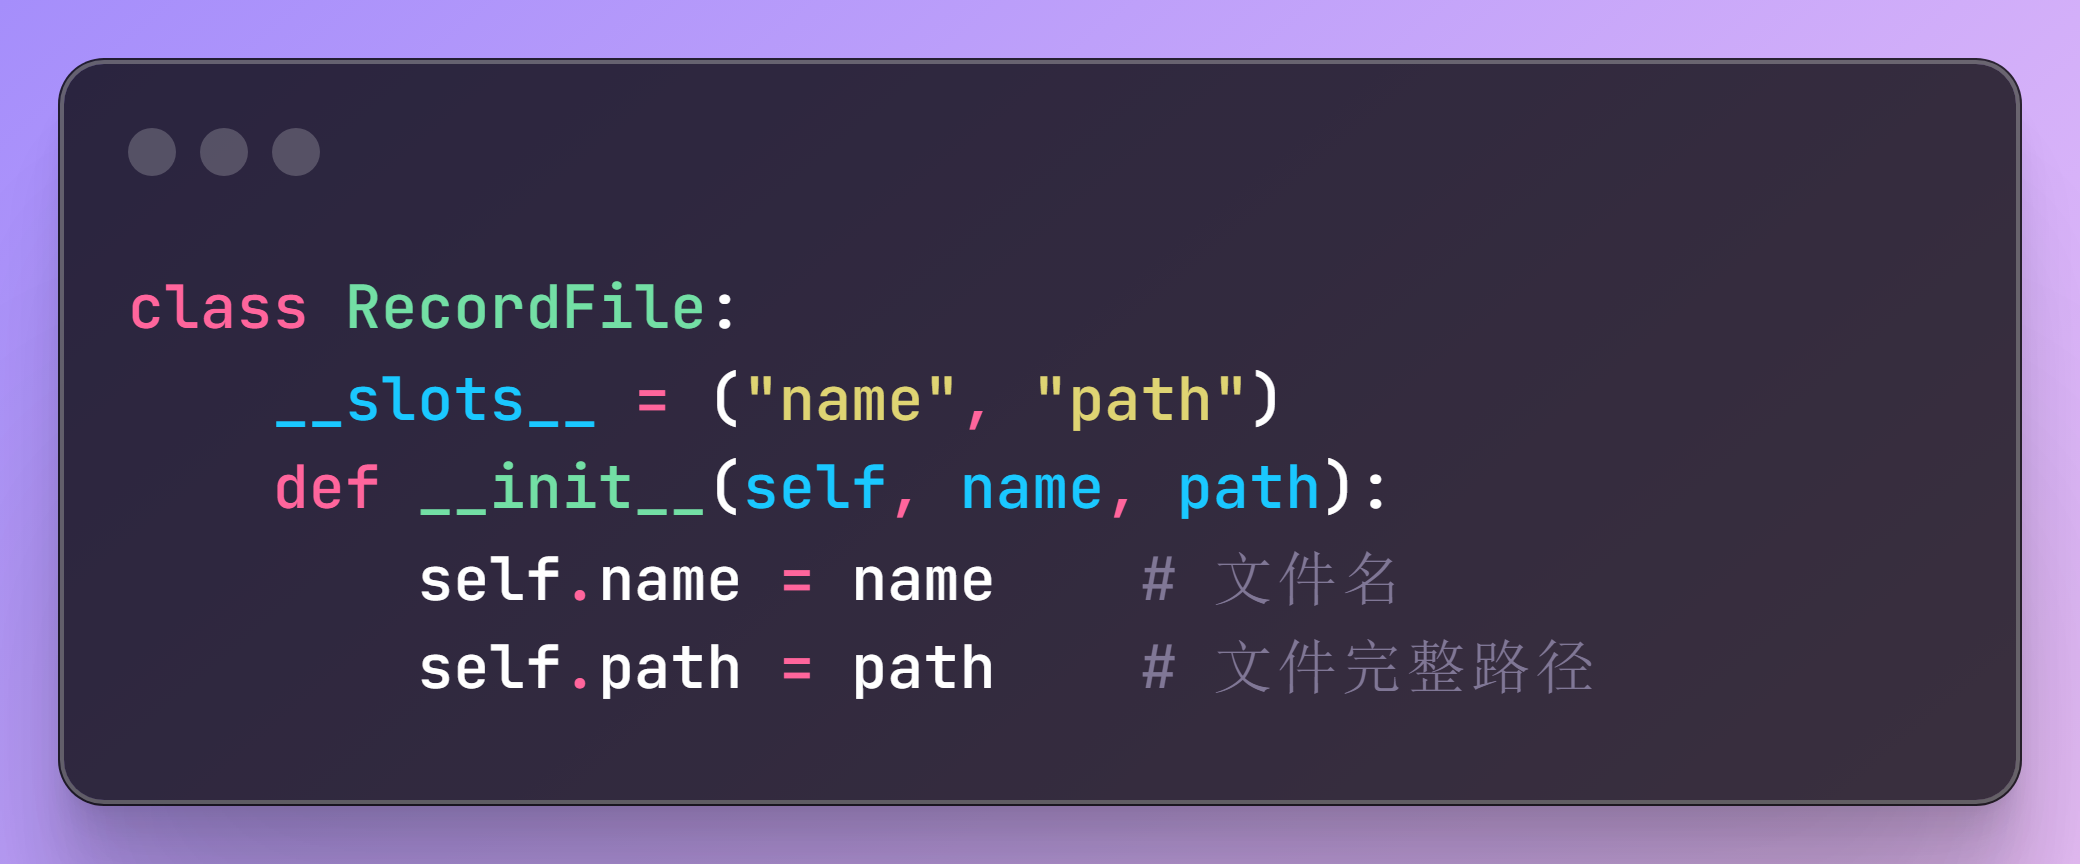 class RecordFile:
    __slots__ = ("name", "path")
    def __init__(self, name, path):
        self.name = name    # 文件名
        self.path = path    # 文件完整路径